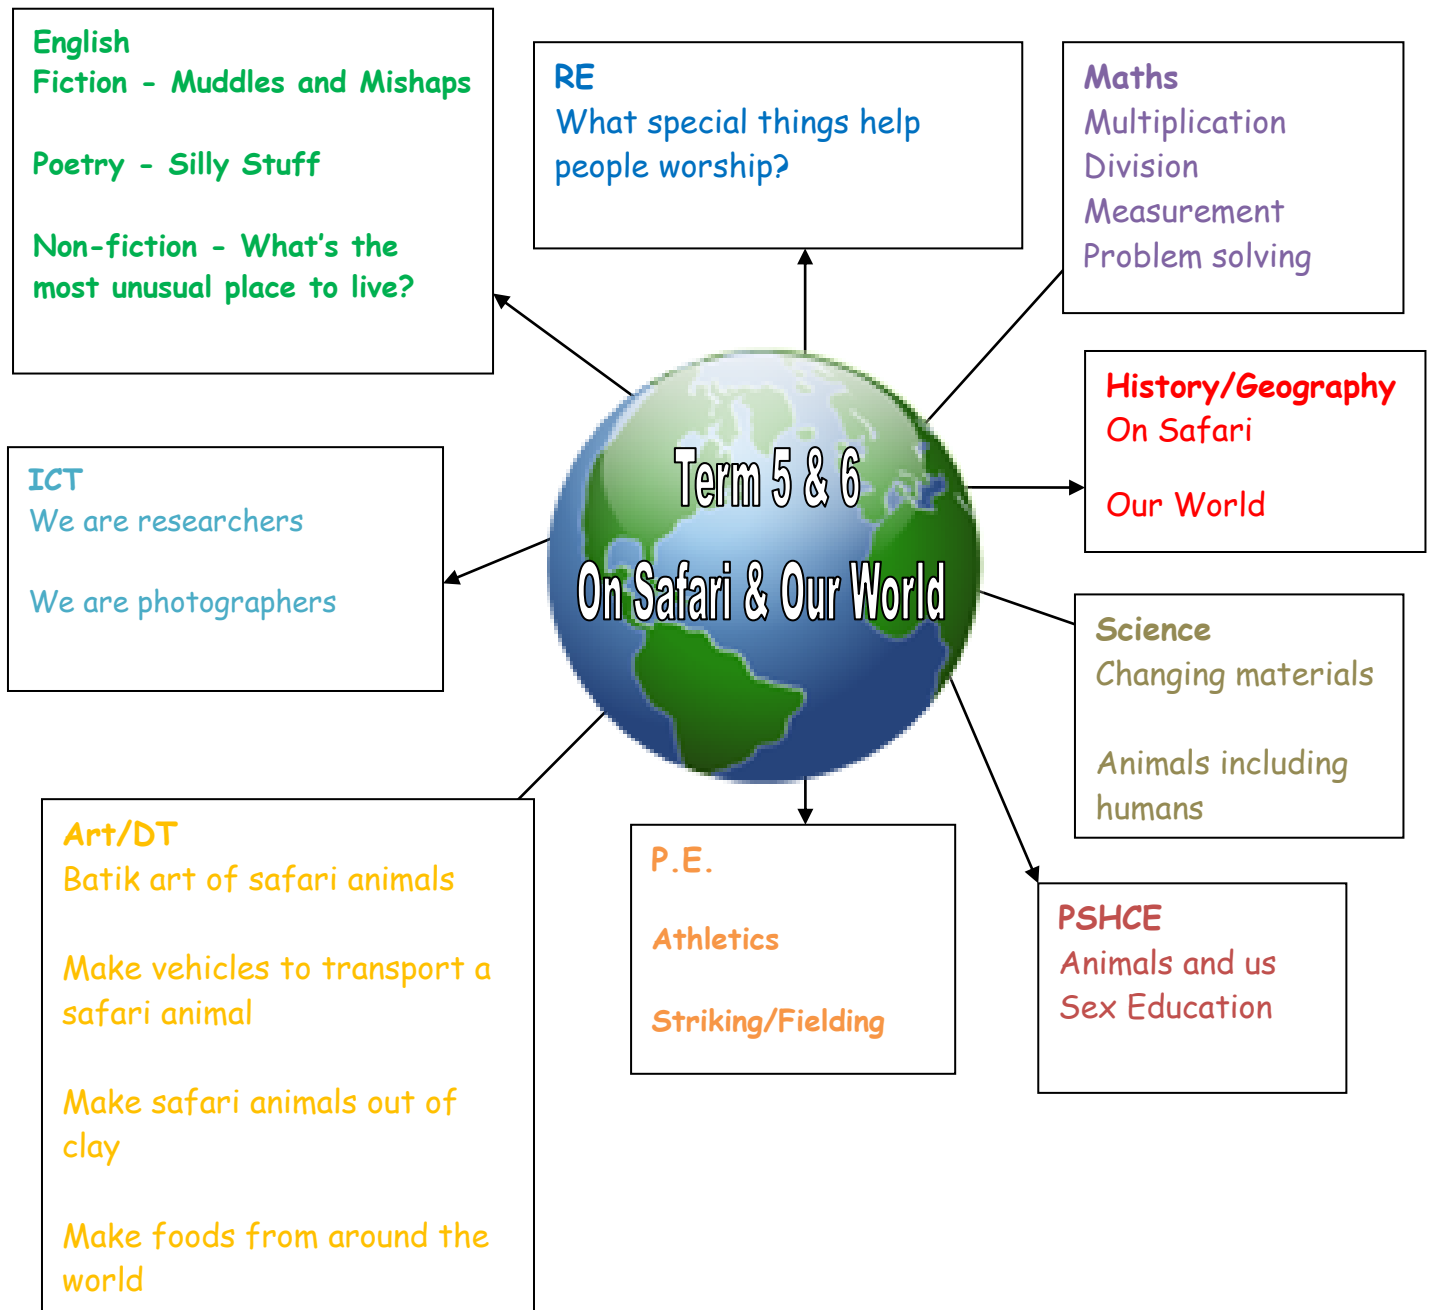 English
Fiction - Muddles and Mishaps
Poetry - Silly Stuff
Non-fiction - What's the
most unusual place to live?
RE
What special things help
people worship?
Maths
Multiplication
Division
Measurement
Problem solving
History/Geography
On Safari
Our World
ICT
We are researchers
We are photographers
Term 5 & 6
On Safari & Our World
Science
Changing materials
Animals including
humans
Art/DT
Batik art of safari animals
Make vehicles to transport a
safari animal
Make safari animals out of
clay
Make foods from around the
world
P.E.
Athletics
Striking/Fielding
PSHCE
Animals and us
Sex Education